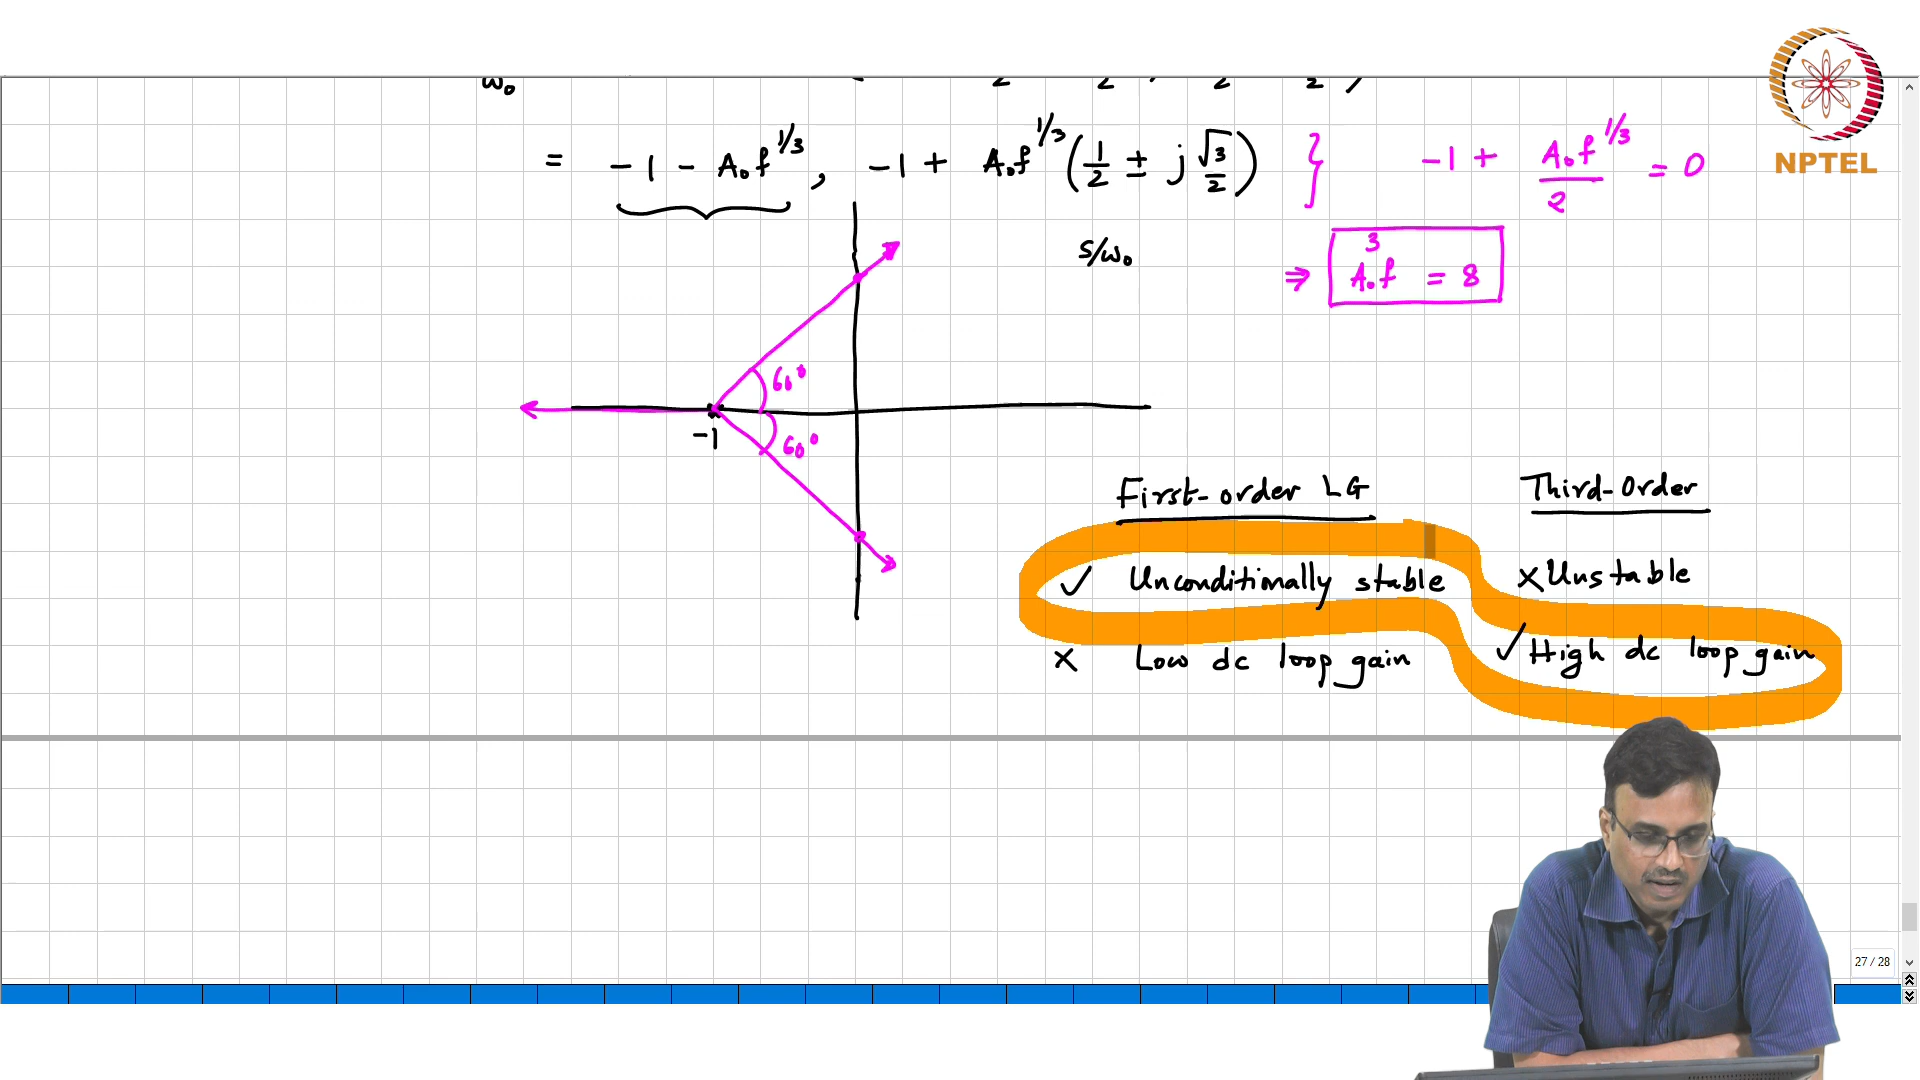 ω₀
= -1 - A₀f^{1/3}, -1 + A₀f^{1/3} (1/2 ± j √3/2) } -1 + A₀f^{1/3}/2 = 0
NPTEL
s/ω₀
⇒ A₀³f = 8
60°
-1
60°
First-order LG Third-Order
✓ Unconditionally stable × Unstable
× Low dc loop gain ✓ High dc loop gain
27 / 28